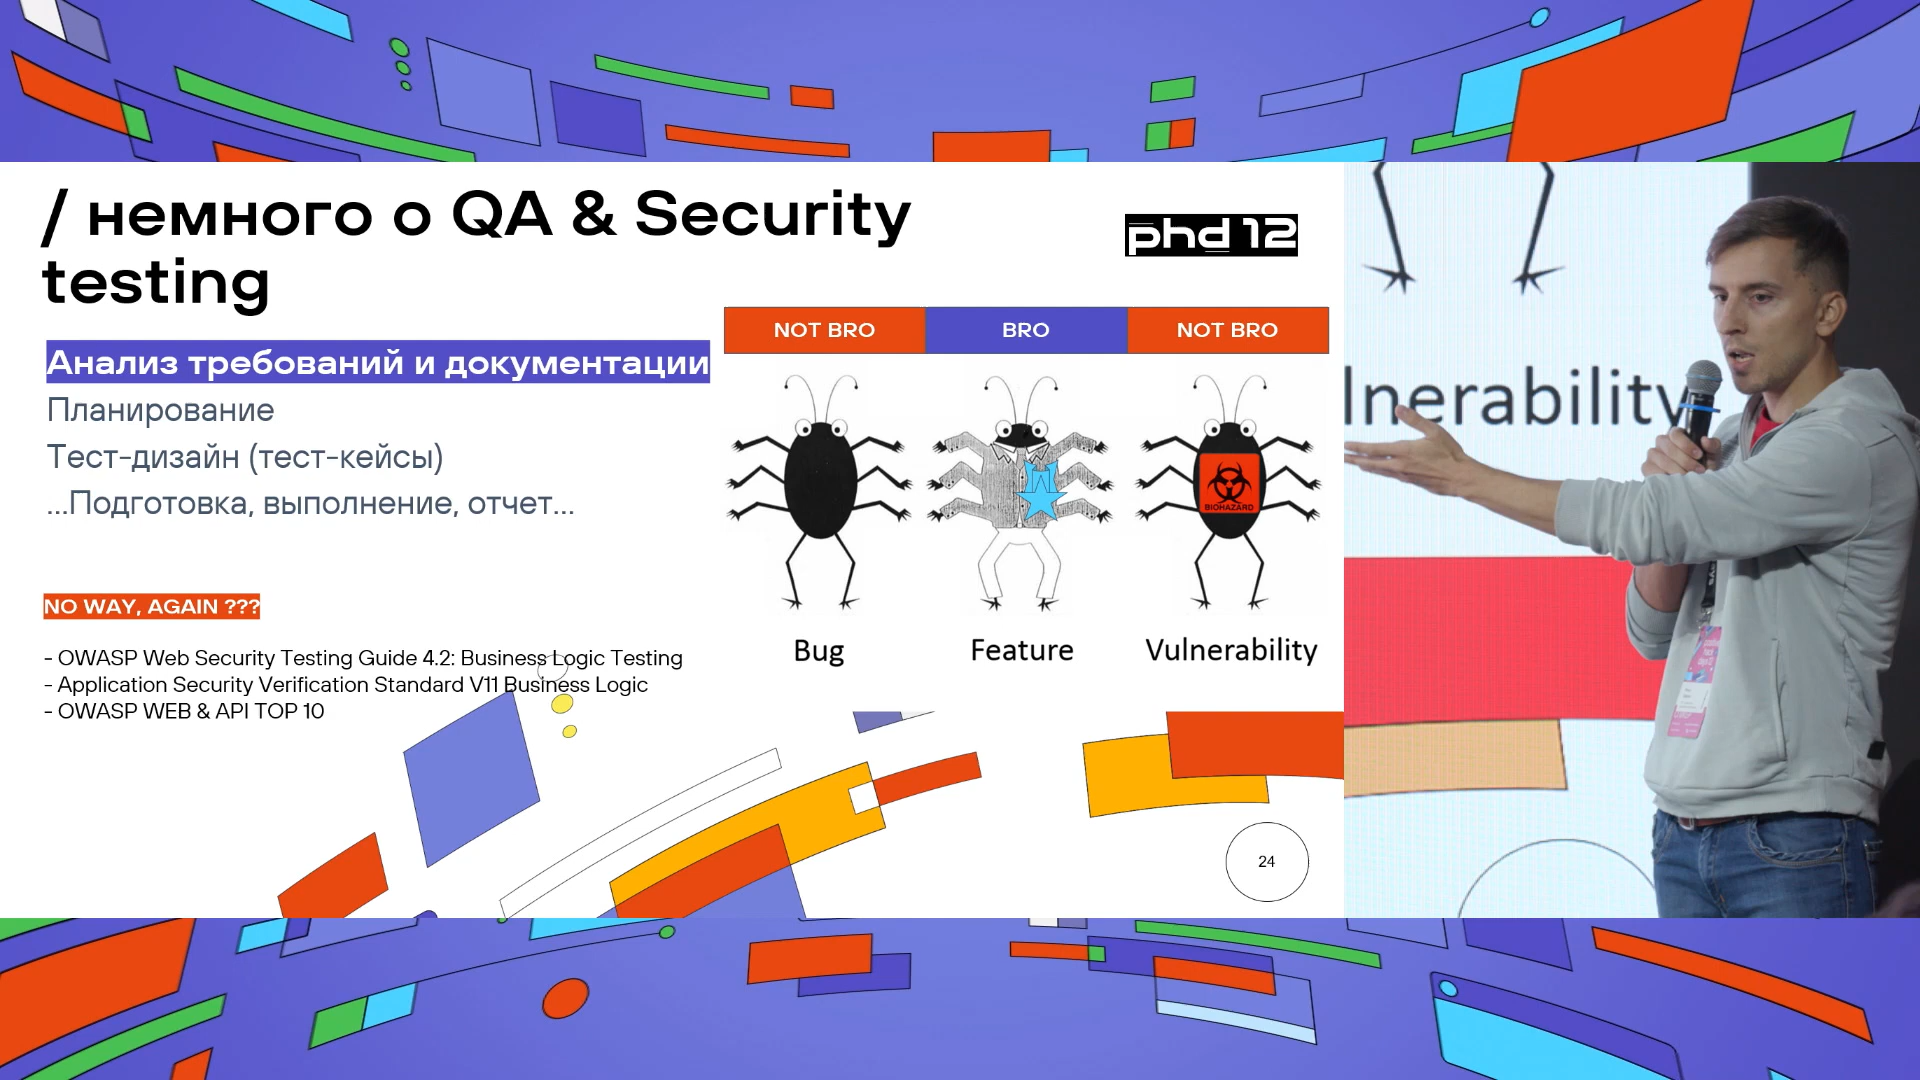 / немного о QA & Security
testing
phd 12
NOT BRO
BRO
NOT BRO
Анализ требований и документации
Планирование
Тест-дизайн (тест-кейсы)
...Подготовка, выполнение, отчет...
BIOHAZARD
NO WAY, AGAIN ???
Bug
Feature
Vulnerability
- OWASP Web Security Testing Guide 4.2: Business Logic Testing
- Application Security Verification Standard V11 Business Logic
- OWASP WEB & API TOP 10
24
lnerability